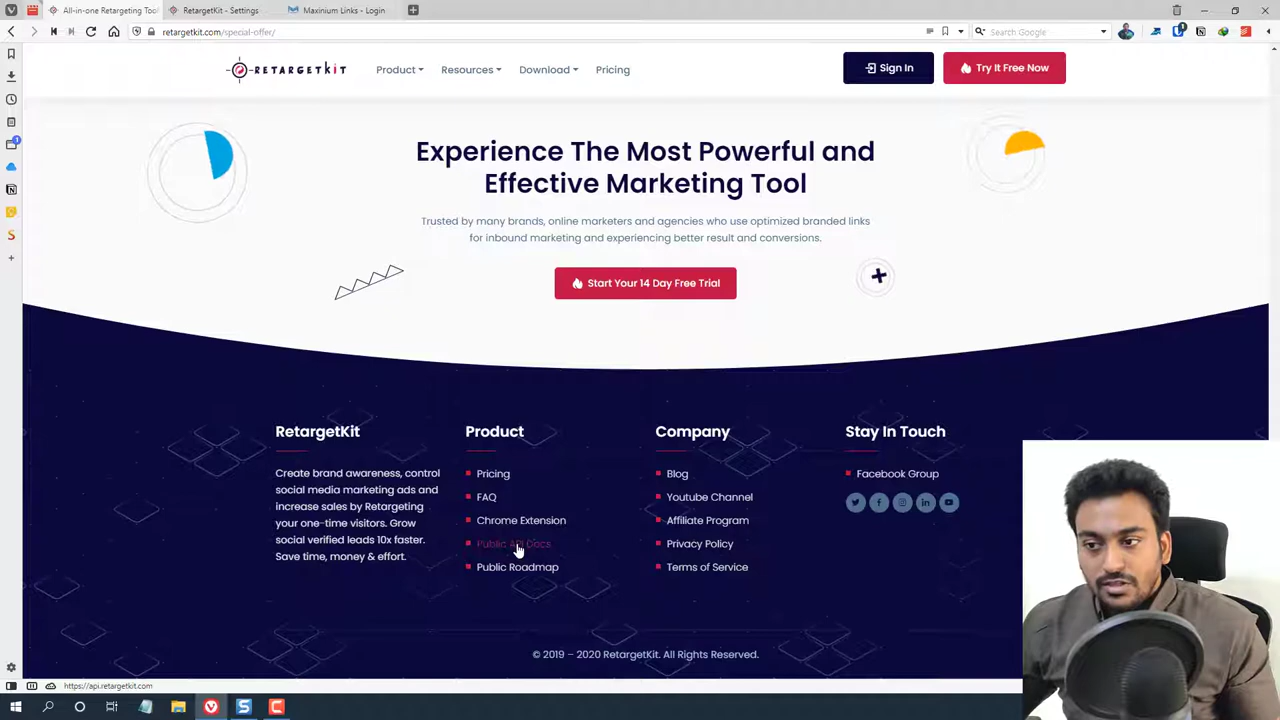 All-in-one Retargeting Tool
RetargetKit - Settings
Maxinium Links - Login
retargetkit.com/special-offer/
Search Google
RETARGETKIT
Product
Resources
Download
Pricing
Sign In
Try It Free Now
Experience The Most Powerful and
Effective Marketing Tool
Trusted by many brands, online marketers and agencies who use optimized branded links
for inbound marketing and experiencing better result and conversions.
Start Your 14 Day Free Trial
RetargetKit
Create brand awareness, control
social media marketing ads and
increase sales by Retargeting
your one-time visitors. Grow
social verified leads 10x faster.
Save time, money & effort.
Product
Pricing
FAQ
Chrome Extension
Public API Docs
Public Roadmap
Company
Blog
Youtube Channel
Affiliate Program
Privacy Policy
Terms of Service
Stay In Touch
Facebook Group
© 2019 – 2020 RetargetKit. All Rights Reserved.
https://api.retargetkit.com